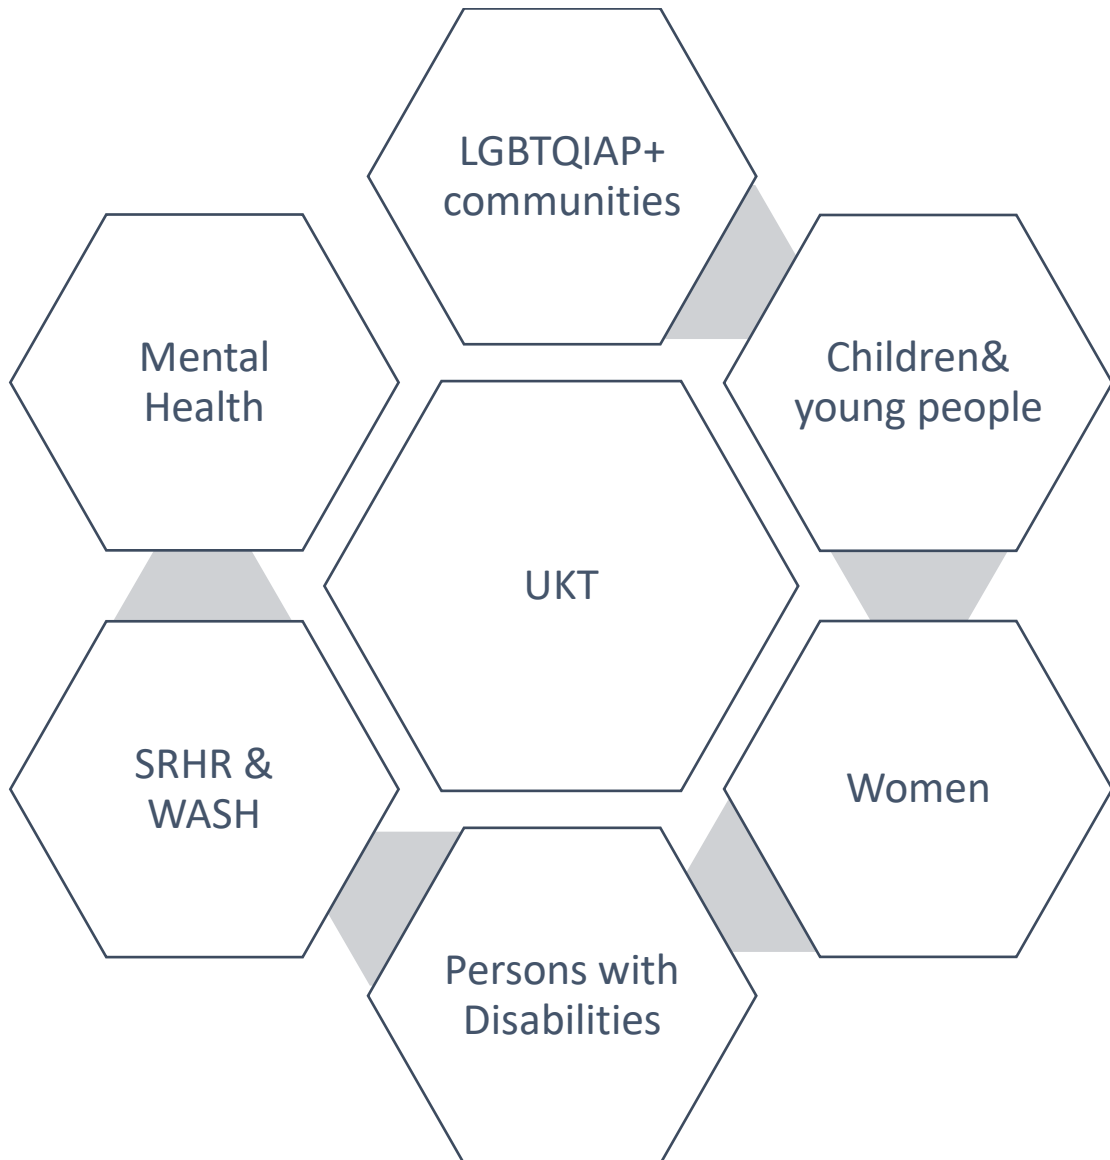 LGBTQIAP+
communities
Mental
Health
Children&
young people
UKT
SRHR &
WASH
Women
Persons with
Disabilities